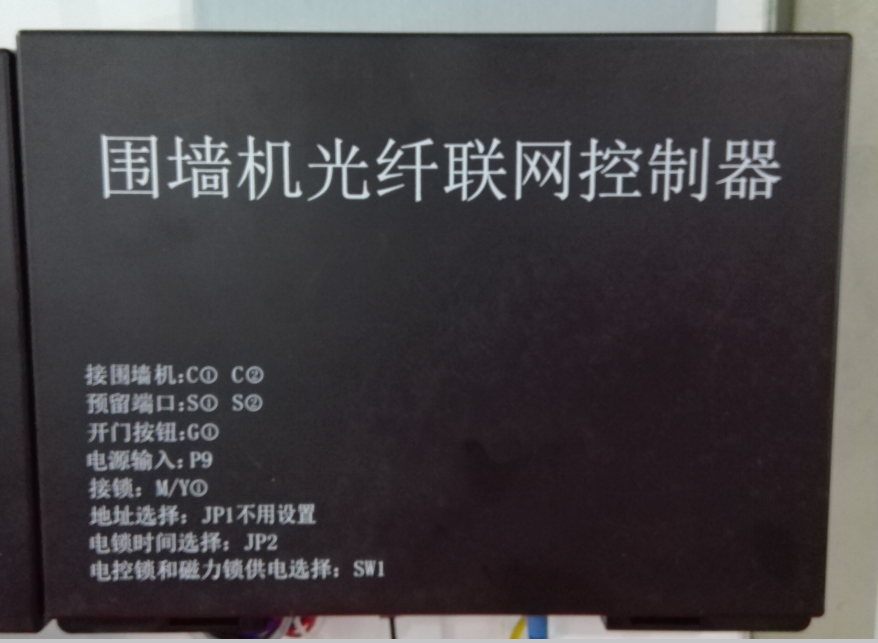 围墙机光纤联网控制器
接围墙机:C① C②
预留端口:S① S②
开门按钮:G①
电源输入:P9
接锁: M/Y①
地址选择: JP1不用设置
电锁时间选择: JP2
电控锁和磁力锁供电选择: SW1